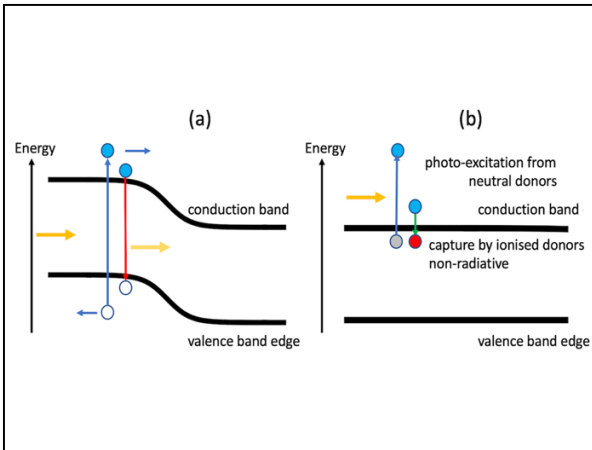 (a)
Energy
conduction band
valence band edge
(b)
Energy
photo-excitation from
neutral donors
conduction band
capture by ionised donors
non-radiative
valence band edge